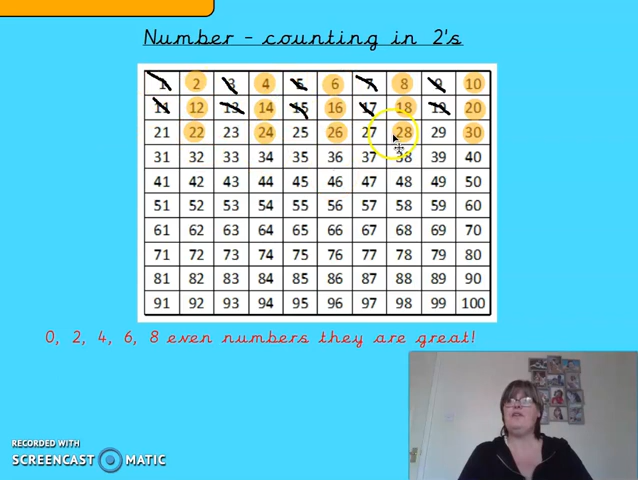 Number - counting in 2's
1 2 3 4 5 6 7 8 9 10
11 12 13 14 15 16 17 18 19 20
21 22 23 24 25 26 27 28 29 30
31 32 33 34 35 36 37 38 39 40
41 42 43 44 45 46 47 48 49 50
51 52 53 54 55 56 57 58 59 60
61 62 63 64 65 66 67 68 69 70
71 72 73 74 75 76 77 78 79 80
81 82 83 84 85 86 87 88 89 90
91 92 93 94 95 96 97 98 99 100
0, 2, 4, 6, 8 even numbers they are great!
RECORDED WITH
SCREENCAST MATIC